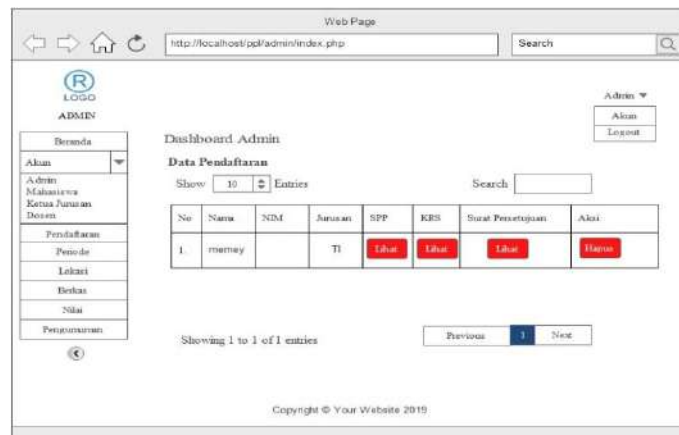 Web Page
http://localhost/ppl/admin/index.php
Search
R
LOGO
ADMIN
Admin
Akun
Logout
Beranda
Akun
Admin
Mahasiswa
Ketua Jurusan
Dosen
Pendaftaran
Periode
Lokasi
Berkas
Nilai
Pengumuman
Dashboard Admin
Data Pendaftaran
Show 10 Entries
Search
No Nama NIM Jurusan SPP KRS Surat Persetujuan Aksi
1. memey TI Lihat Lihat Lihat Hapus
Showing 1 to 1 of 1 entries
Previous 1 Next
Copyright © Your Website 2019